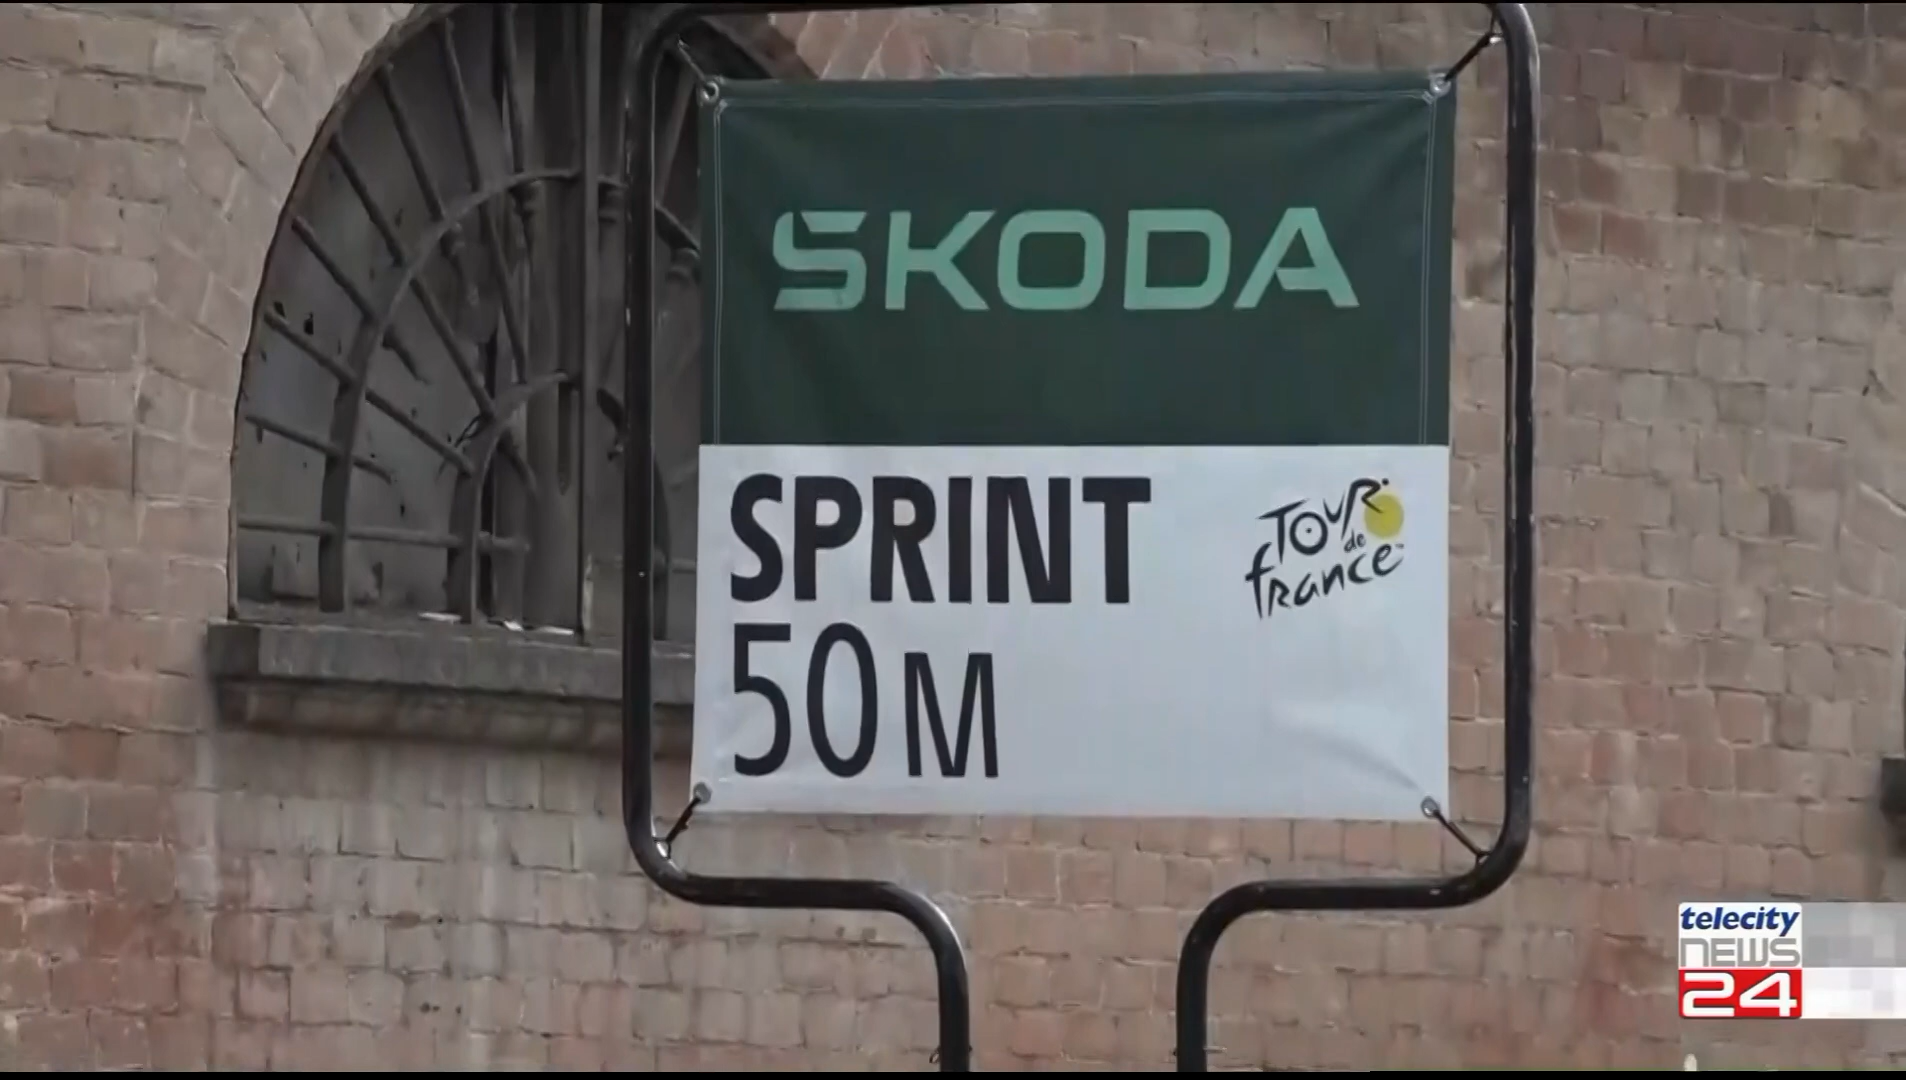 SKODA
SPRINT
50 M
TOUR
de
france
telecity
NEWS
24